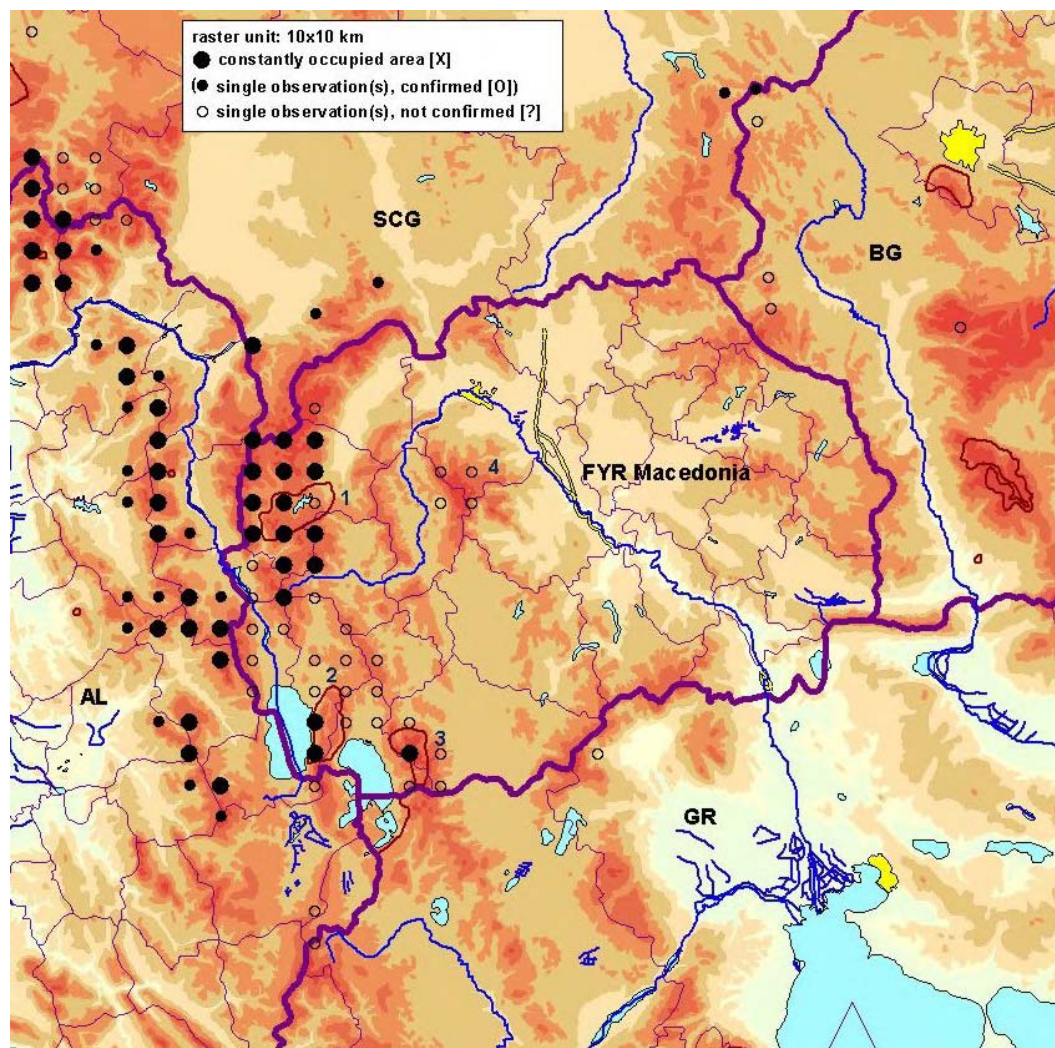 raster unit: 10x10 km
constantly occupied area [X]
( single observation(s), confirmed [O])
single observation(s), not confirmed [?]
4
SCG
BG
4
FYR Macedonia
1
AL
2
3
GR